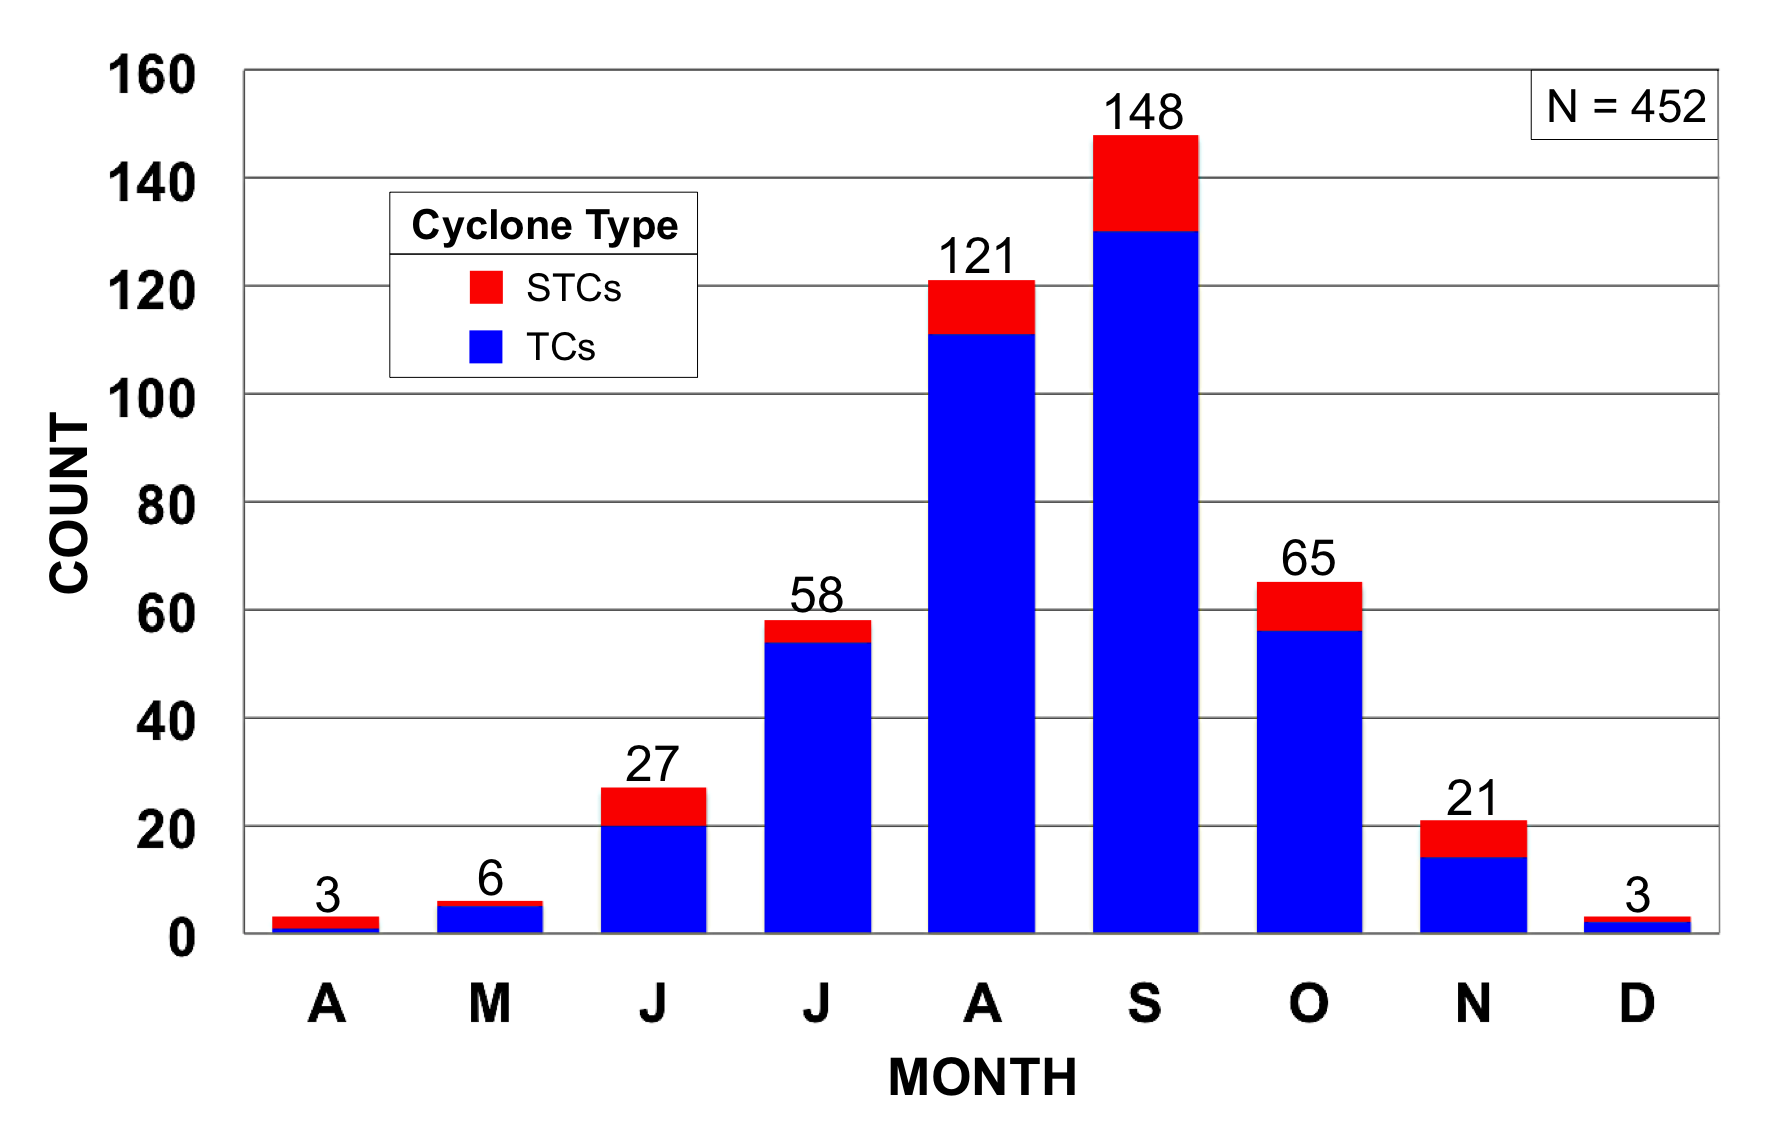 160
N = 452
148
140
Cyclone Type
121
120
STCs
TCs
100
COUNT
80
65
60
58
40
27
21
20
6
3
3
0
A M J J A S O N D
MONTH